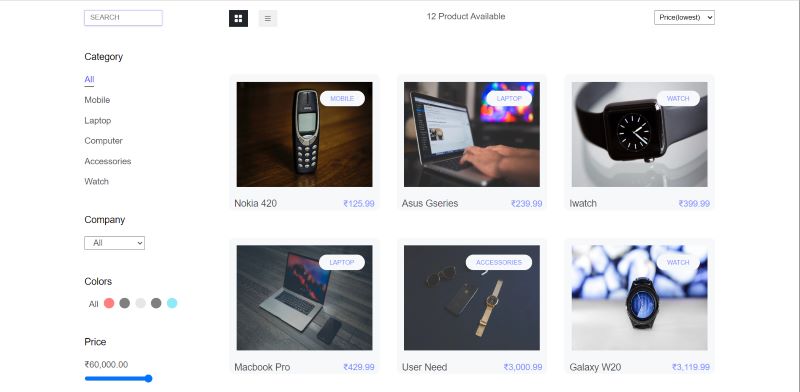 SEARCH
12 Product Available
Price(lowest)
Category
All
Mobile
Laptop
Computer
Accessories
Watch
Company
All
Colors
All
Price
₹60,000.00
MOBILE
Nokia 420
₹125.99
LAPTOP
Asus Gseries
₹239.99
WATCH
Iwatch
₹399.99
LAPTOP
Macbook Pro
₹429.99
ACCESSORIES
User Need
₹3,000.99
WATCH
Galaxy W20
₹3,119.99